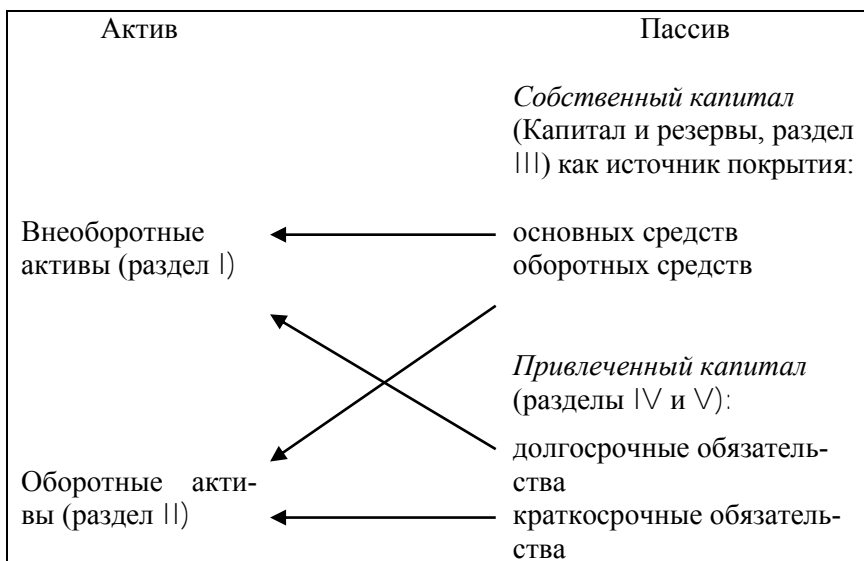 Актив Пассив
Собственный капитал
(Капитал и резервы, раздел
III) как источник покрытия:
Внеоборотные основных средств
активы (раздел I) оборотных средств
Привлеченный капитал
(разделы IV и V):
долгосрочные обязатель-
ства
Оборотные акти-
вы (раздел II) краткосрочные обязатель-
ства